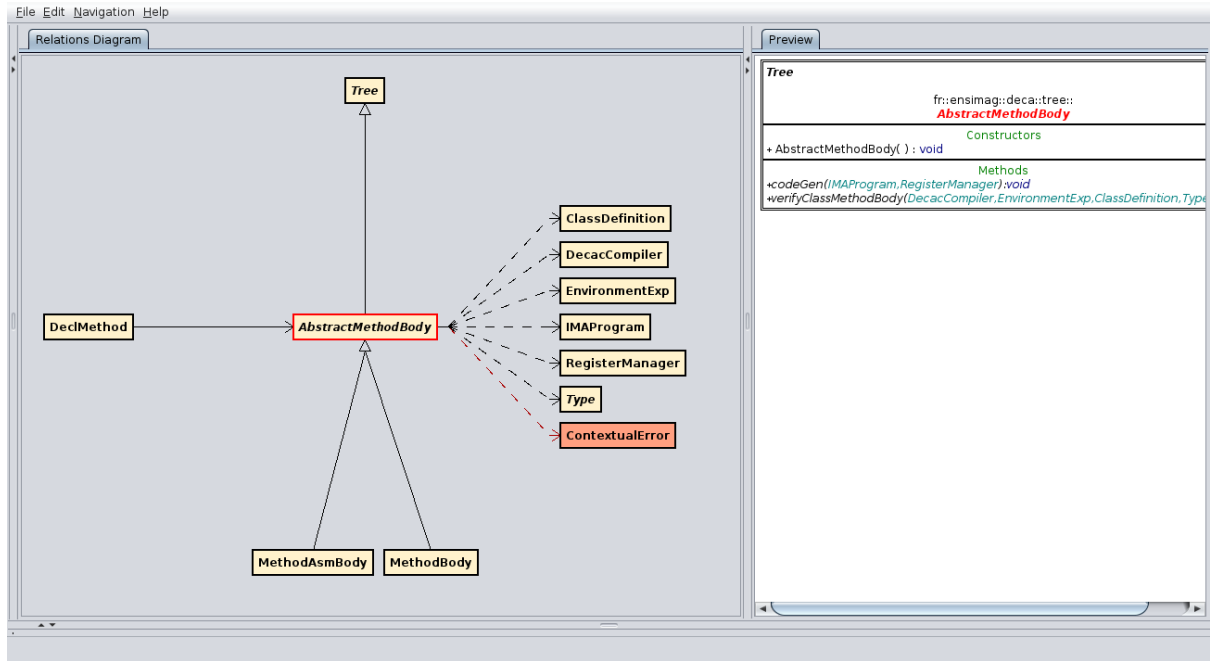 File Edit Navigation Help
Relations Diagram
Tree
ClassDefinition
DecacCompiler
EnvironmentExp
DeclMethod
AbstractMethodBody
IMAProgram
RegisterManager
Type
ContextualError
MethodAsmBody
MethodBody
Preview
Tree
fr::ensimag::deca::tree::
AbstractMethodBody
Constructors
+ AbstractMethodBody( ) : void
Methods
+codeGen(IMAProgram,RegisterManager):void
+verifyClassMethodBody(DecacCompiler,EnvironmentExp,ClassDefinition,Type